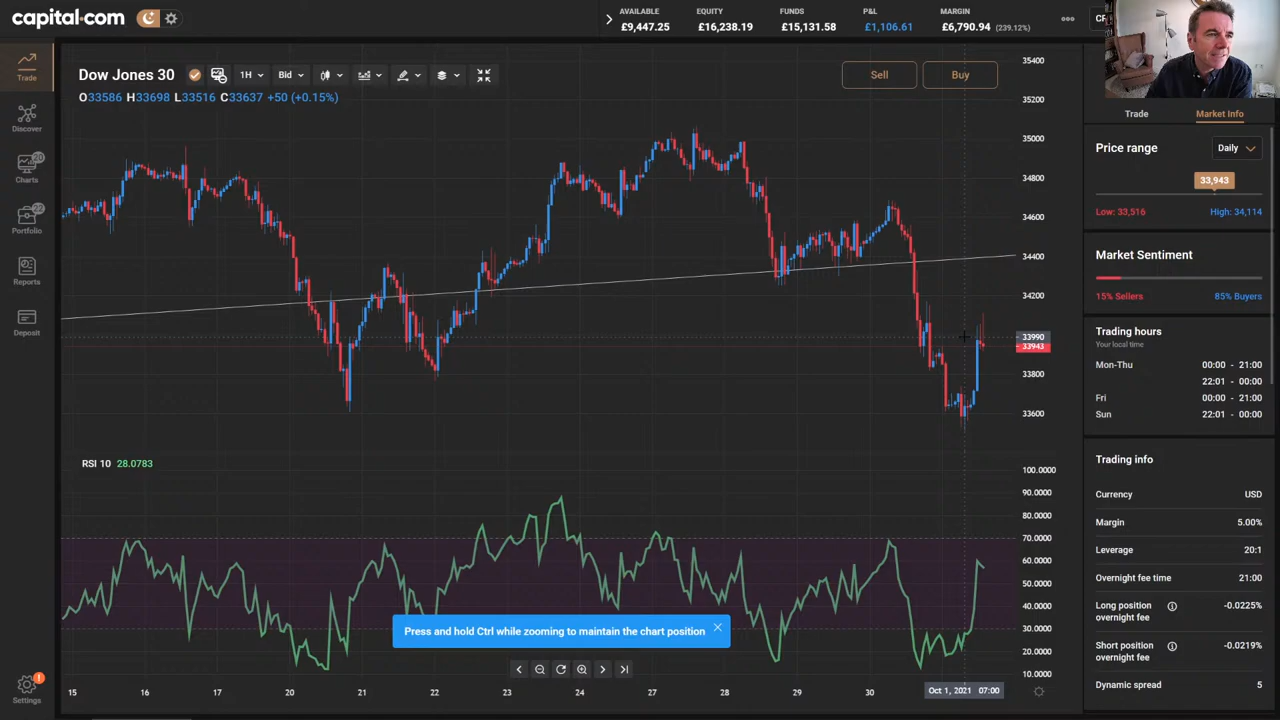 capital.com
AVAILABLE
£9,447.25
EQUITY
£16,238.19
FUNDS
£15,131.58
P&L
£1,106.61
MARGIN
£6,790.94 (239.12%)
Trade
Discover
20
Charts
22
Portfolio
Reports
Deposit
Settings
Dow Jones 30
1H
Bid
O33586 H33698 L33516 C33637 +50 (+0.15%)
Sell
Buy
35400
35200
35000
34800
34600
34400
34200
33990
33943
33800
33600
RSI 10 28.0783
100.0000
90.0000
80.0000
70.0000
60.0000
50.0000
40.0000
30.0000
20.0000
10.0000
Press and hold Ctrl while zooming to maintain the chart position
15 16 17 20 21 22 23 24 27 28 29 30
Oct 1, 2021 07:00
Trade
Market Info
Price range
Daily
33,943
Low: 33,516
High: 34,114
Market Sentiment
15% Sellers
85% Buyers
Trading hours
Your local time
Mon-Thu 00:00 - 21:00
22:01 - 00:00
Fri 00:00 - 21:00
Sun 22:01 - 00:00
Trading info
Currency USD
Margin 5.00%
Leverage 20:1
Overnight fee time 21:00
Long position overnight fee -0.0225%
Short position overnight fee -0.0219%
Dynamic spread 5